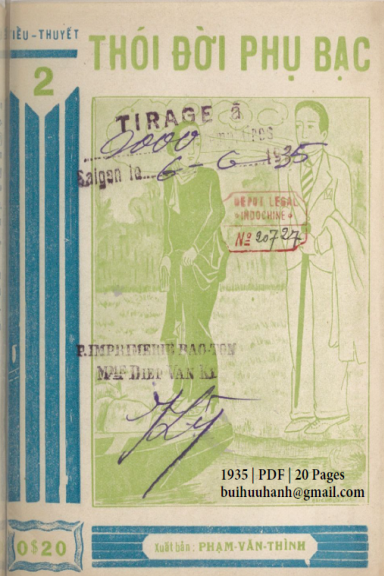 TIỂU-THUYẾT
THÓI ĐỜI PHỤ BẠC
2
TIRAGE à
2000
Saigon le 6-6-1935
DEPOT LEGAL
INDOCHINE
№ 20727
P. IMPRIMERIE BAO-TON
Mme DIEP VAN KY
1935 | PDF | 20 Pages
buihuuhanh@gmail.com
0$20
Xuất bản : PHẠM-VĂN-THÌNH